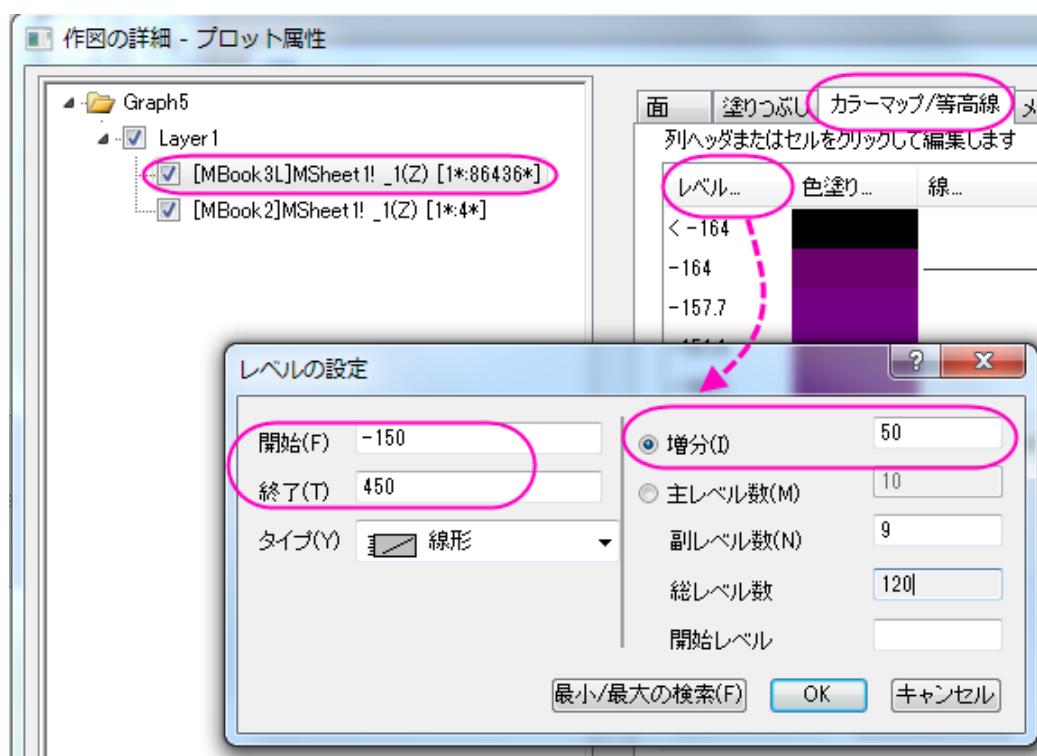 作図の詳細 - プロット属性
Graph5
Layer1
[MBook3L]MSheet1! _1(Z) [1*:86436*]
[MBook2]MSheet1! _1(Z) [1*:4*]
面 塗りつぶし カラーマップ/等高線 メ
列ヘッダまたはセルをクリックして編集します
レベル... 色塗り... 線...
< -164
-164
-157.7
レベルの設定
開始(F) -150
終了(T) 450
タイプ(Y) 線形
増分(I) 50
主レベル数(M) 10
副レベル数(N) 9
総レベル数 120
開始レベル
最小/最大の検索(F) OK キャンセル